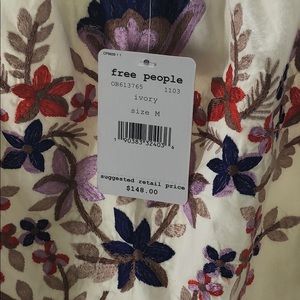 free people
OB613765 1103
ivory
size M
suggested retail price
$148.00